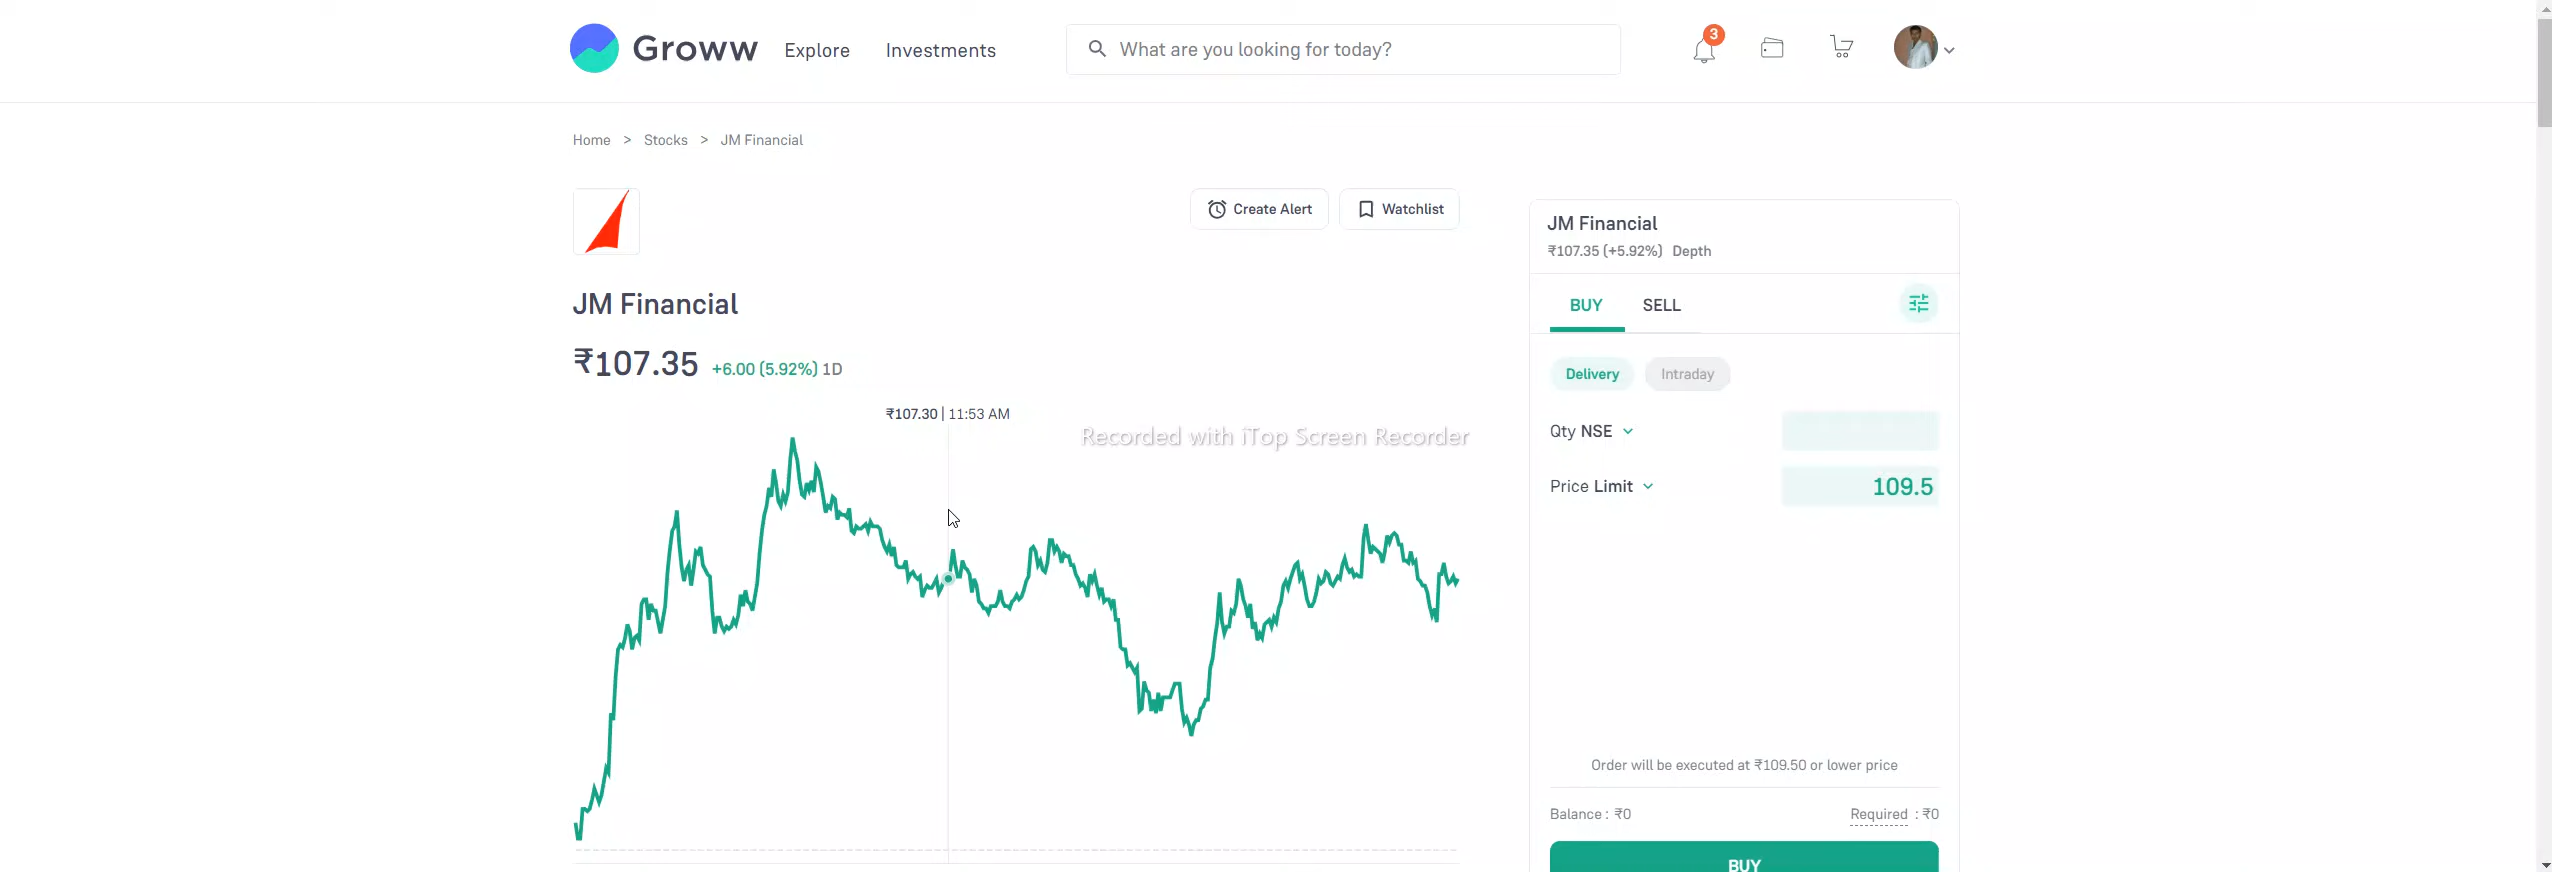 Groww Explore Investments What are you looking for today? 3
Home > Stocks > JM Financial
Create Alert Watchlist
JM Financial
₹107.35 +6.00 (5.92%) 1D
₹107.30 | 11:53 AM
Recorded with iTop Screen Recorder
JM Financial
₹107.35 (+5.92%) Depth
BUY SELL
Delivery Intraday
Qty NSE
Price Limit 109.5
Order will be executed at ₹109.50 or lower price
Balance : ₹0 Required : ₹0
BUY